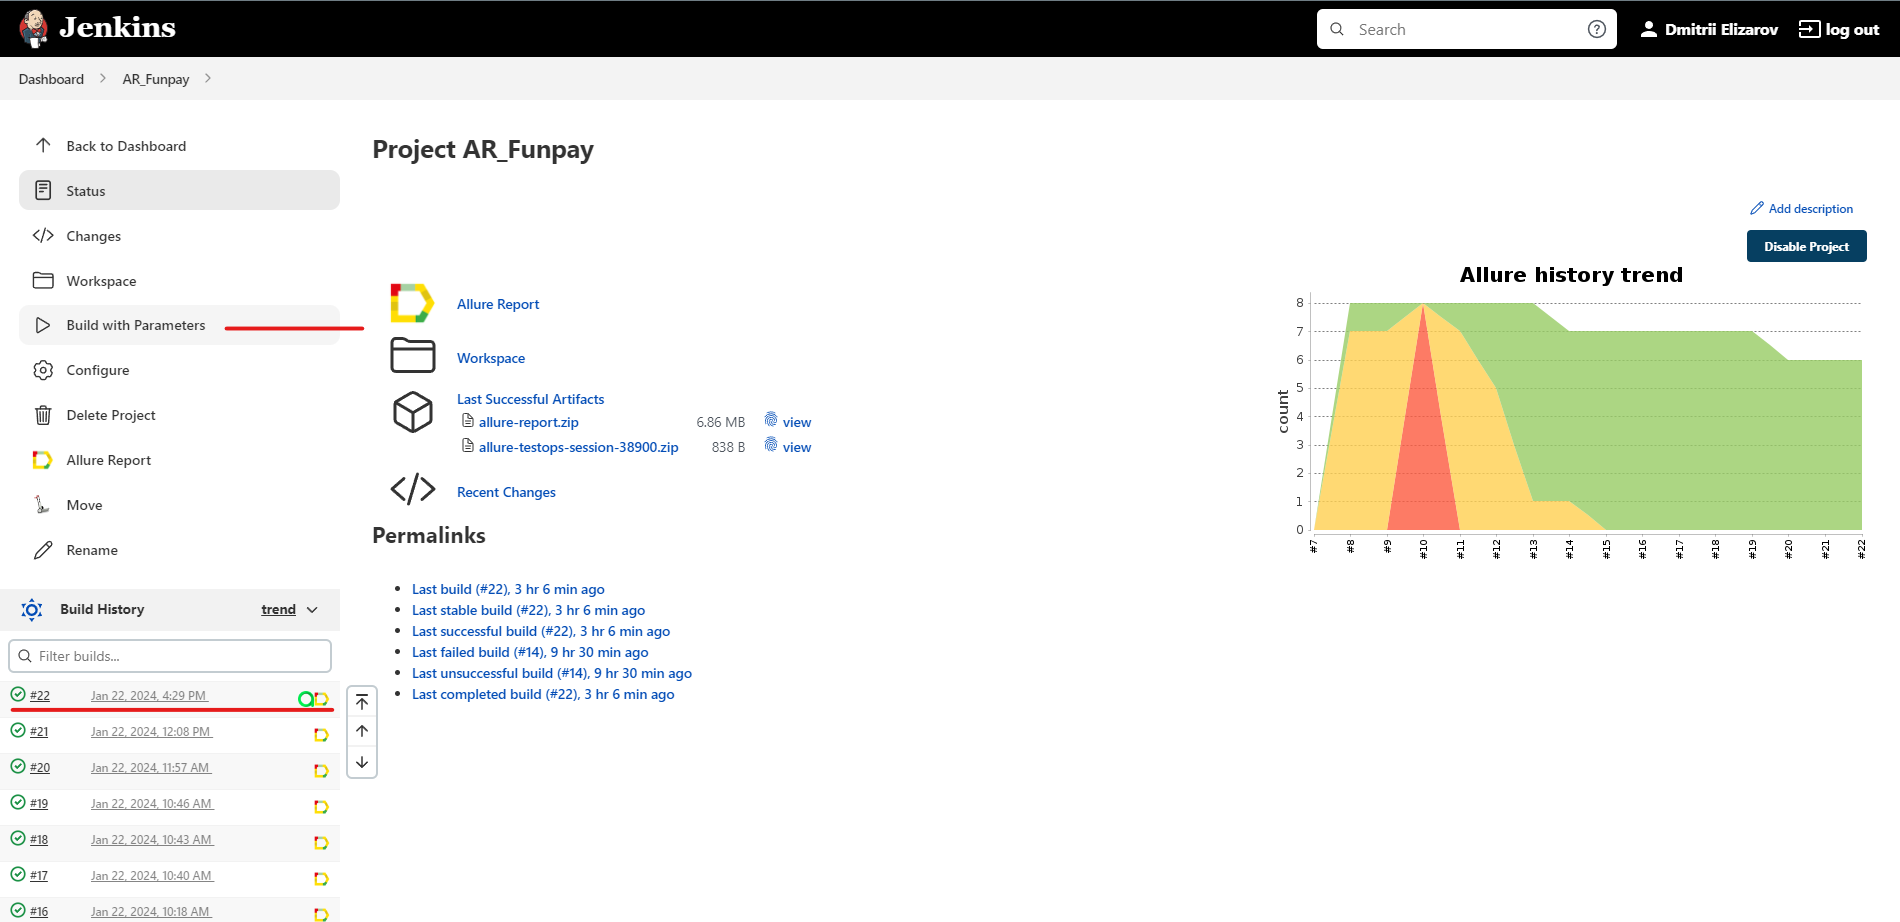 Jenkins
Search
Dmitrii Elizarov
log out
Dashboard
AR_Funpay
Back to Dashboard
Status
Changes
Workspace
Build with Parameters
Configure
Delete Project
Allure Report
Move
Rename
Build History
trend
Filter builds...
#22 Jan 22, 2024, 4:29 PM
#21 Jan 22, 2024, 12:08 PM
#20 Jan 22, 2024, 11:57 AM
#19 Jan 22, 2024, 10:46 AM
#18 Jan 22, 2024, 10:43 AM
#17 Jan 22, 2024, 10:40 AM
#16 Jan 22, 2024, 10:18 AM
Project AR_Funpay
Add description
Disable Project
Allure Report
Workspace
Last Successful Artifacts
allure-report.zip 6.86 MB view
allure-testops-session-38900.zip 838 B view
Recent Changes
Permalinks
Last build (#22), 3 hr 6 min ago
Last stable build (#22), 3 hr 6 min ago
Last successful build (#22), 3 hr 6 min ago
Last failed build (#14), 9 hr 30 min ago
Last unsuccessful build (#14), 9 hr 30 min ago
Last completed build (#22), 3 hr 6 min ago
Allure history trend
count
8
7
6
5
4
3
2
1
0
#7 #8 #9 #10 #11 #12 #13 #14 #15 #16 #17 #18 #19 #20 #21 #22